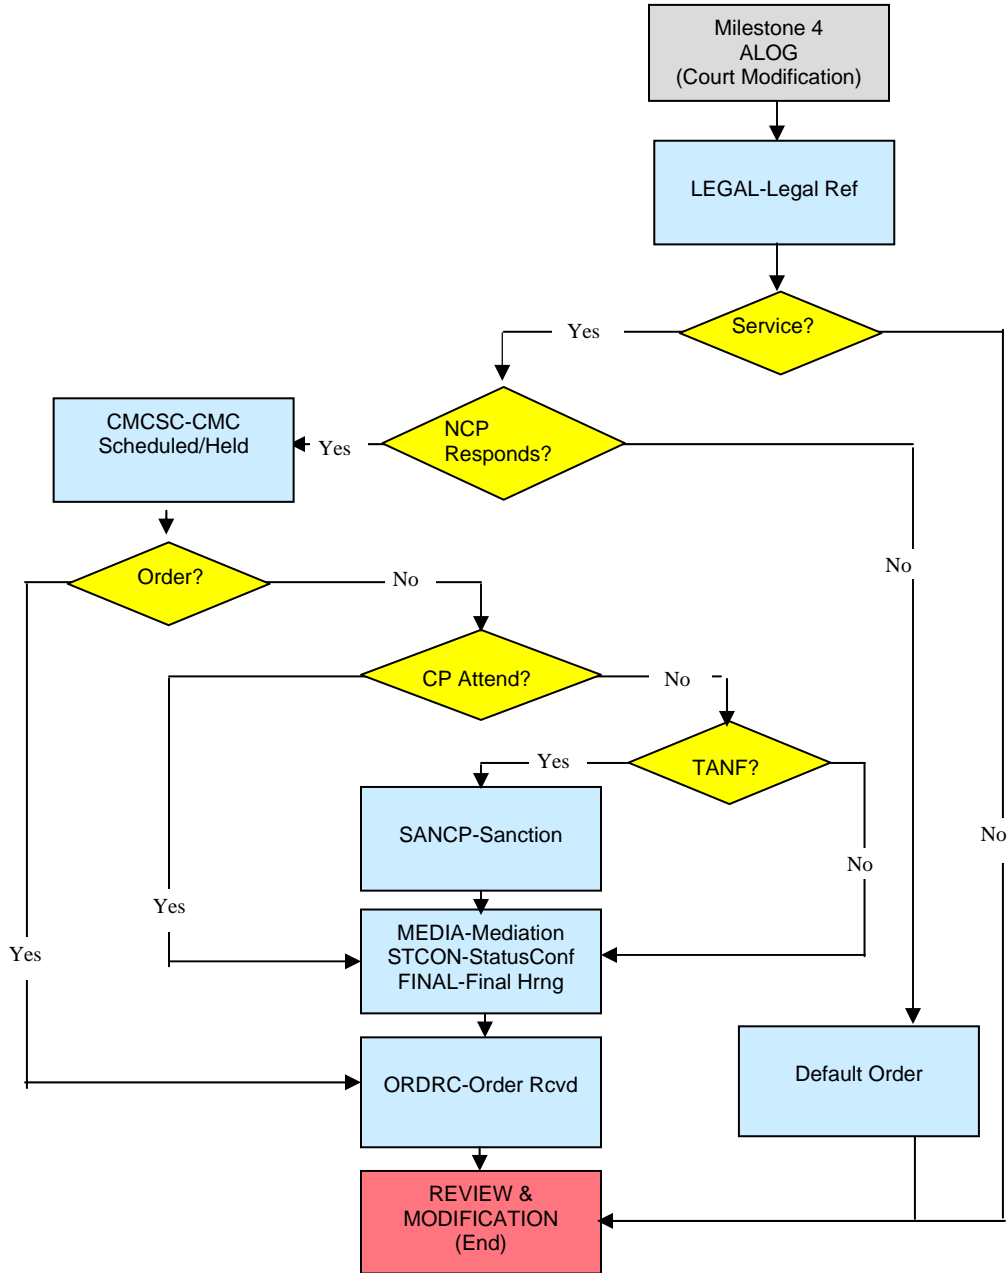 Milestone 4
ALOG
(Court Modification)
LEGAL-Legal Ref
Service?
Yes
NCP
Responds?
Yes
CMCSC-CMC
Scheduled/Held
Order?
No
No
CP Attend?
No
TANF?
Yes
SANCP-Sanction
No
No
Yes
Yes
MEDIA-Mediation
STCON-StatusConf
FINAL-Final Hrng
ORDRC-Order Rcvd
Default Order
REVIEW &
MODIFICATION
(End)